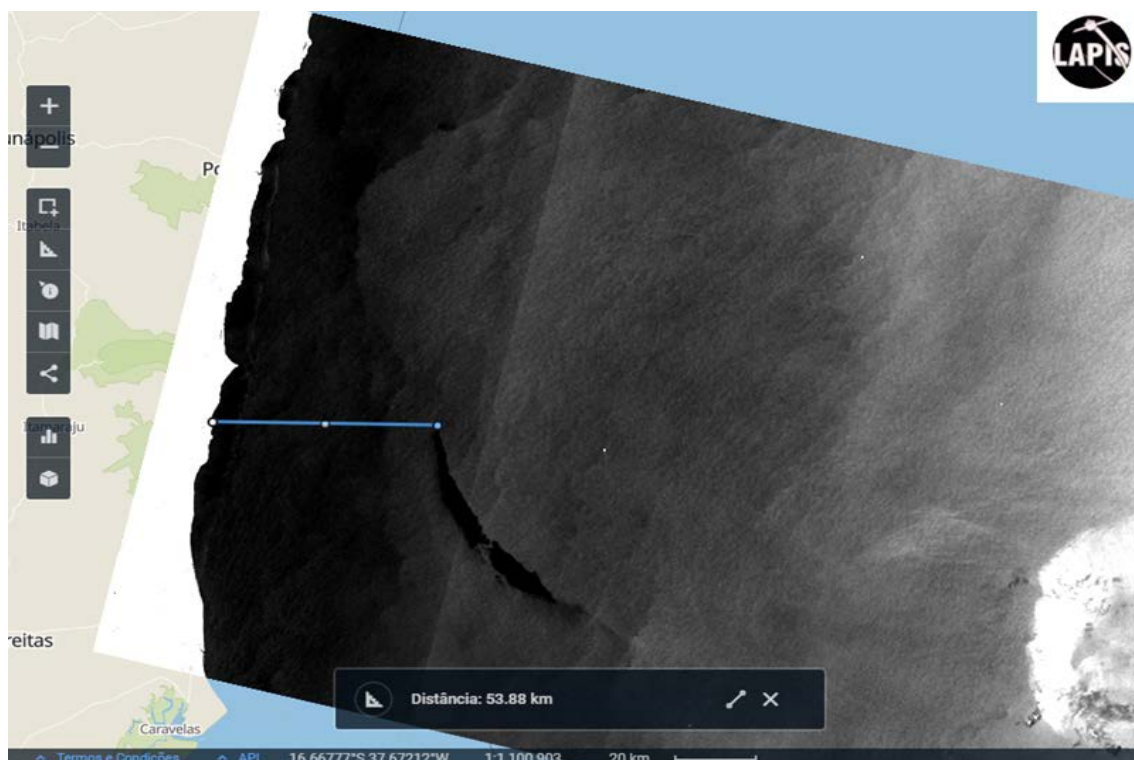 LAPIS
unápolis
Po
Itabela
Itamaraju
reitas
Distância: 53.88 km
Caravelas
Termos e Condições API 16.66777°S 37.67212°W 1:1 100 903 20 km